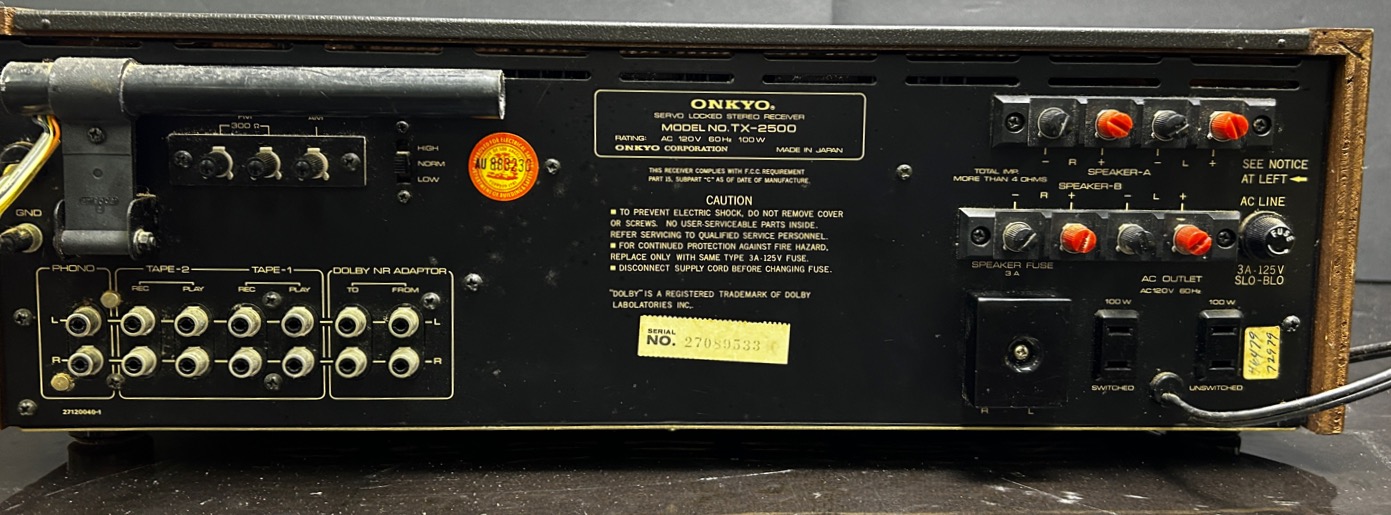 ONKYO®
SERVO LOCKED STEREO RECEIVER
MODEL NO. TX-2500
RATING: AC 120V 60Hz 100W
ONKYO CORPORATION MADE IN JAPAN
THIS RECEIVER COMPLIES WITH F.C.C. REQUIREMENT
PART 15, SUBPART "C" AS OF DATE OF MANUFACTURE.
CAUTION
■ TO PREVENT ELECTRIC SHOCK, DO NOT REMOVE COVER
OR SCREWS. NO USER-SERVICEABLE PARTS INSIDE.
REFER SERVICING TO QUALIFIED SERVICE PERSONNEL.
■ FOR CONTINUED PROTECTION AGAINST FIRE HAZARD,
REPLACE ONLY WITH SAME TYPE 3A·125V FUSE.
■ DISCONNECT SUPPLY CORD BEFORE CHANGING FUSE.
"DOLBY" IS A REGISTERED TRADEMARK OF DOLBY
LABOLATORIES INC.
SERIAL
NO. 27089533
FM AM
300 Ω
HIGH
NORM
LOW
GND
PHONO TAPE-2 TAPE-1 DOLBY NR ADAPTOR
REC PLAY REC PLAY TO FROM
L L
R R
27120040-1
− R + − L +
TOTAL IMP.
MORE THAN 4 OHMS
SPEAKER-A
SPEAKER-B
− R + − L +
SEE NOTICE
AT LEFT
AC LINE
FUSE
3A·125V
SLO-BLO
SPEAKER FUSE
3A
R L
AC OUTLET
AC 120V 60Hz
100W 100W
SWITCHED UNSWITCHED
72979